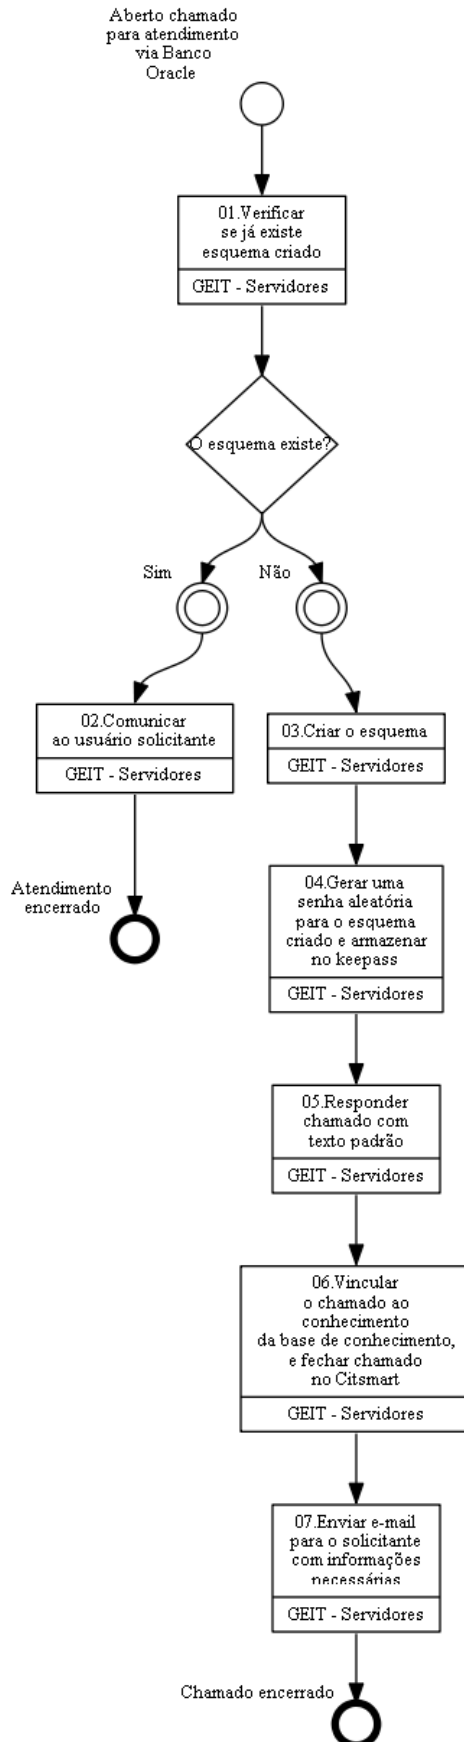 Aberto chamado
para atendimento
via Banco
Oracle
01.Verificar
se já existe
esquema criado
GEIT - Servidores
O esquema existe?
Sim
Não
02.Comunicar
ao usuário solicitante
GEIT - Servidores
03.Criar o esquema
GEIT - Servidores
Atendimento
encerrado
04.Gerar uma
senha aleatória
para o esquema
criado e armazenar
no keepass
GEIT - Servidores
05.Responder
chamado com
texto padrão
GEIT - Servidores
06.Vincular
o chamado ao
conhecimento
da base de conhecimento,
e fechar chamado
no Citsmart
GEIT - Servidores
07.Enviar e-mail
para o solicitante
com informações
necessárias
GEIT - Servidores
Chamado encerrado